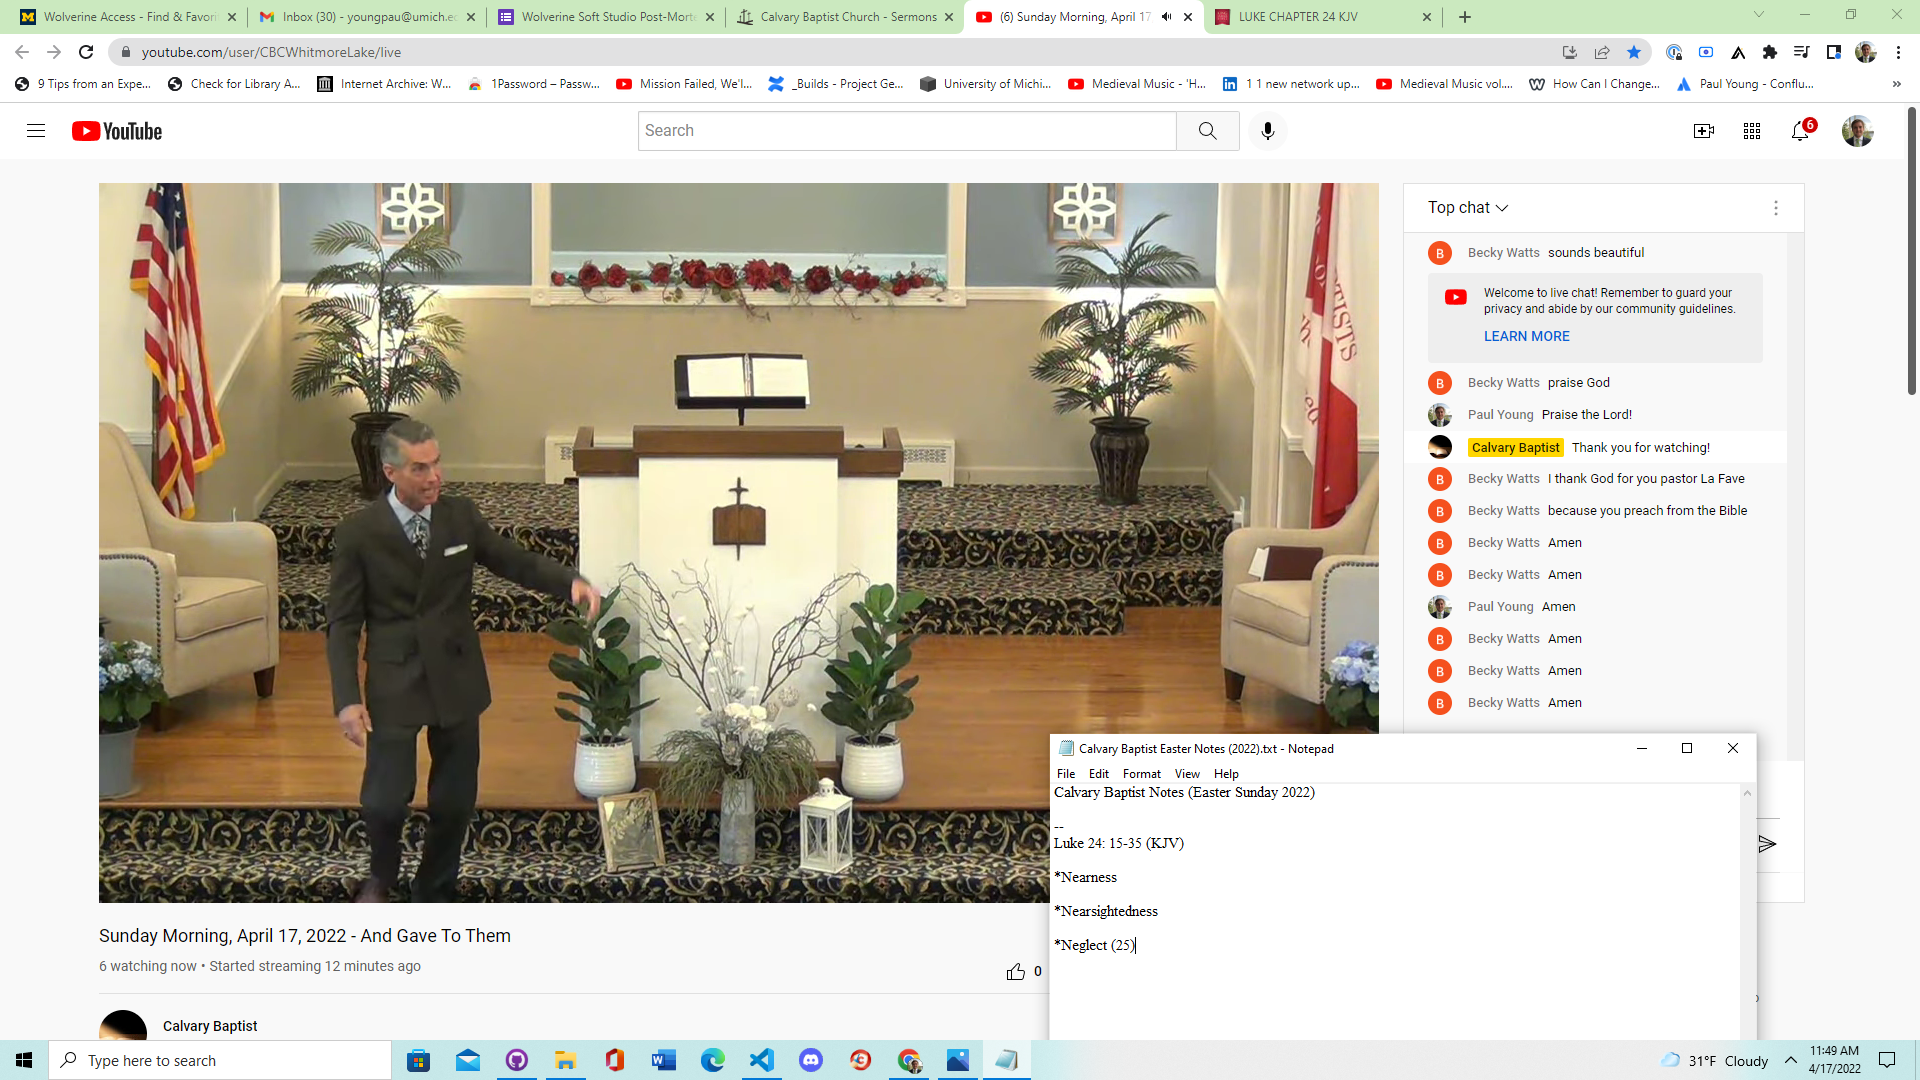 Wolverine Access - Find & Favori
Inbox (30) - youngpau@umich.ed
Wolverine Soft Studio Post-Morte
Calvary Baptist Church - Sermons
(6) Sunday Morning, April 17
LUKE CHAPTER 24 KJV
youtube.com/user/CBCWhitmoreLake/live
9 Tips from an Expe...
Check for Library A...
Internet Archive: W...
1Password – Passw...
Mission Failed, We'l...
_Builds - Project Ge...
University of Michi...
Medieval Music - 'H...
1 1 new network up...
Medieval Music vol....
How Can I Change...
Paul Young - Conflu...
YouTube
Search
6
Top chat
B Becky Watts sounds beautiful
Welcome to live chat! Remember to guard your
privacy and abide by our community guidelines.
LEARN MORE
B Becky Watts praise God
Paul Young Praise the Lord!
Calvary Baptist Thank you for watching!
B Becky Watts I thank God for you pastor La Fave
B Becky Watts because you preach from the Bible
B Becky Watts Amen
B Becky Watts Amen
Paul Young Amen
B Becky Watts Amen
B Becky Watts Amen
B Becky Watts Amen
Calvary Baptist Easter Notes (2022).txt - Notepad
File Edit Format View Help
Calvary Baptist Notes (Easter Sunday 2022)
--
Luke 24: 15-35 (KJV)
*Nearness
*Nearsightedness
*Neglect (25)
Sunday Morning, April 17, 2022 - And Gave To Them
6 watching now • Started streaming 12 minutes ago
0
Calvary Baptist
Type here to search
31°F Cloudy
11:49 AM
4/17/2022